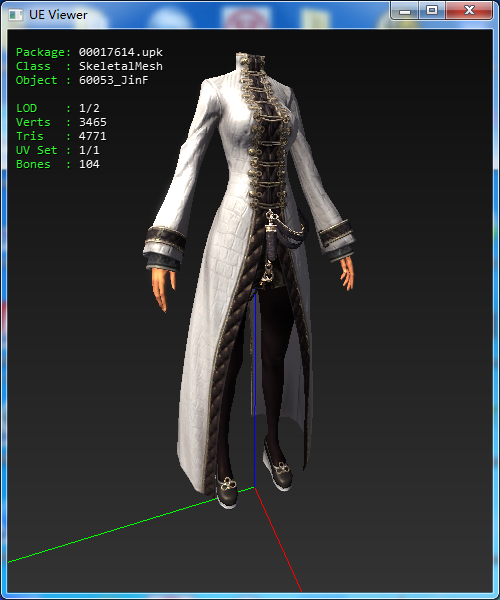 UE Viewer
Package: 00017614.upk
Class : SkeletalMesh
Object : 60053_JinF
LOD : 1/2
Verts : 3465
Tris : 4771
UV Set : 1/1
Bones : 104